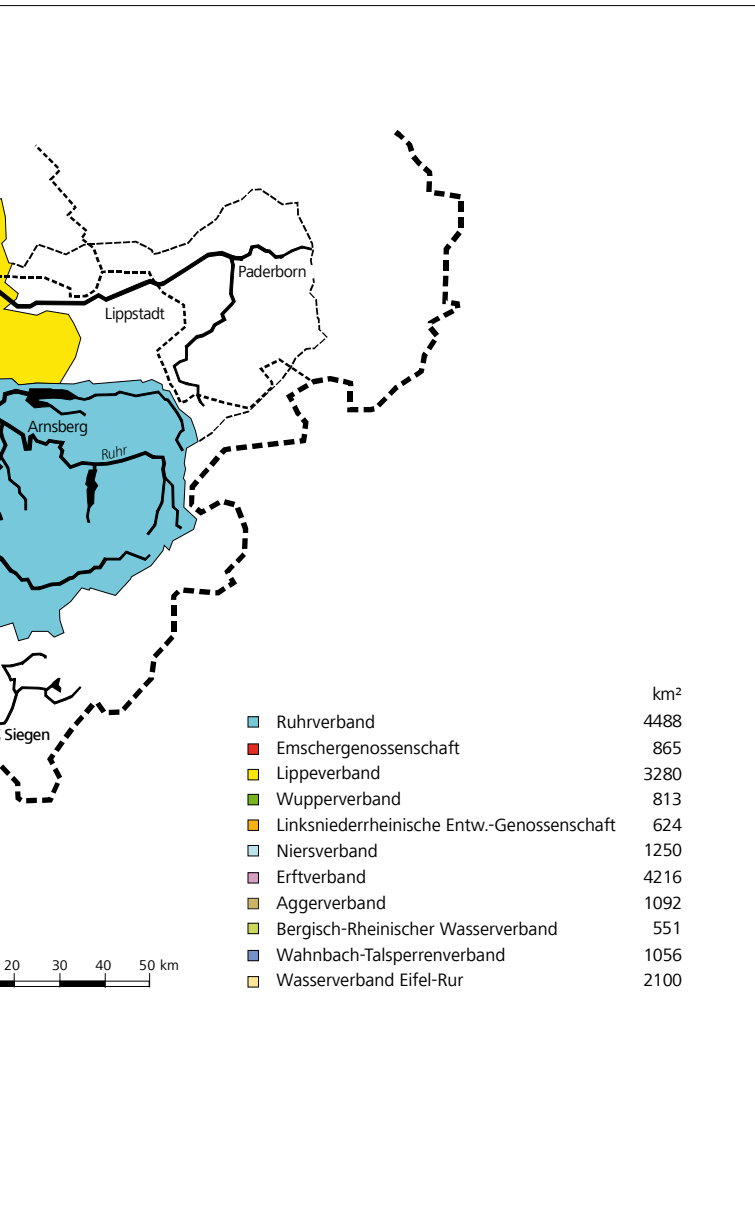 Paderborn
Lippstadt
Arnsberg
Ruhr
Siegen
km²
Ruhrverband 4488
Emschergenossenschaft 865
Lippeverband 3280
Wupperverband 813
Linksniederrheinische Entw.-Genossenschaft 624
Niersverband 1250
Erftverband 4216
Aggerverband 1092
Bergisch-Rheinischer Wasserverband 551
Wahnbach-Talsperrenverband 1056
Wasserverband Eifel-Rur 2100
20 30 40 50 km